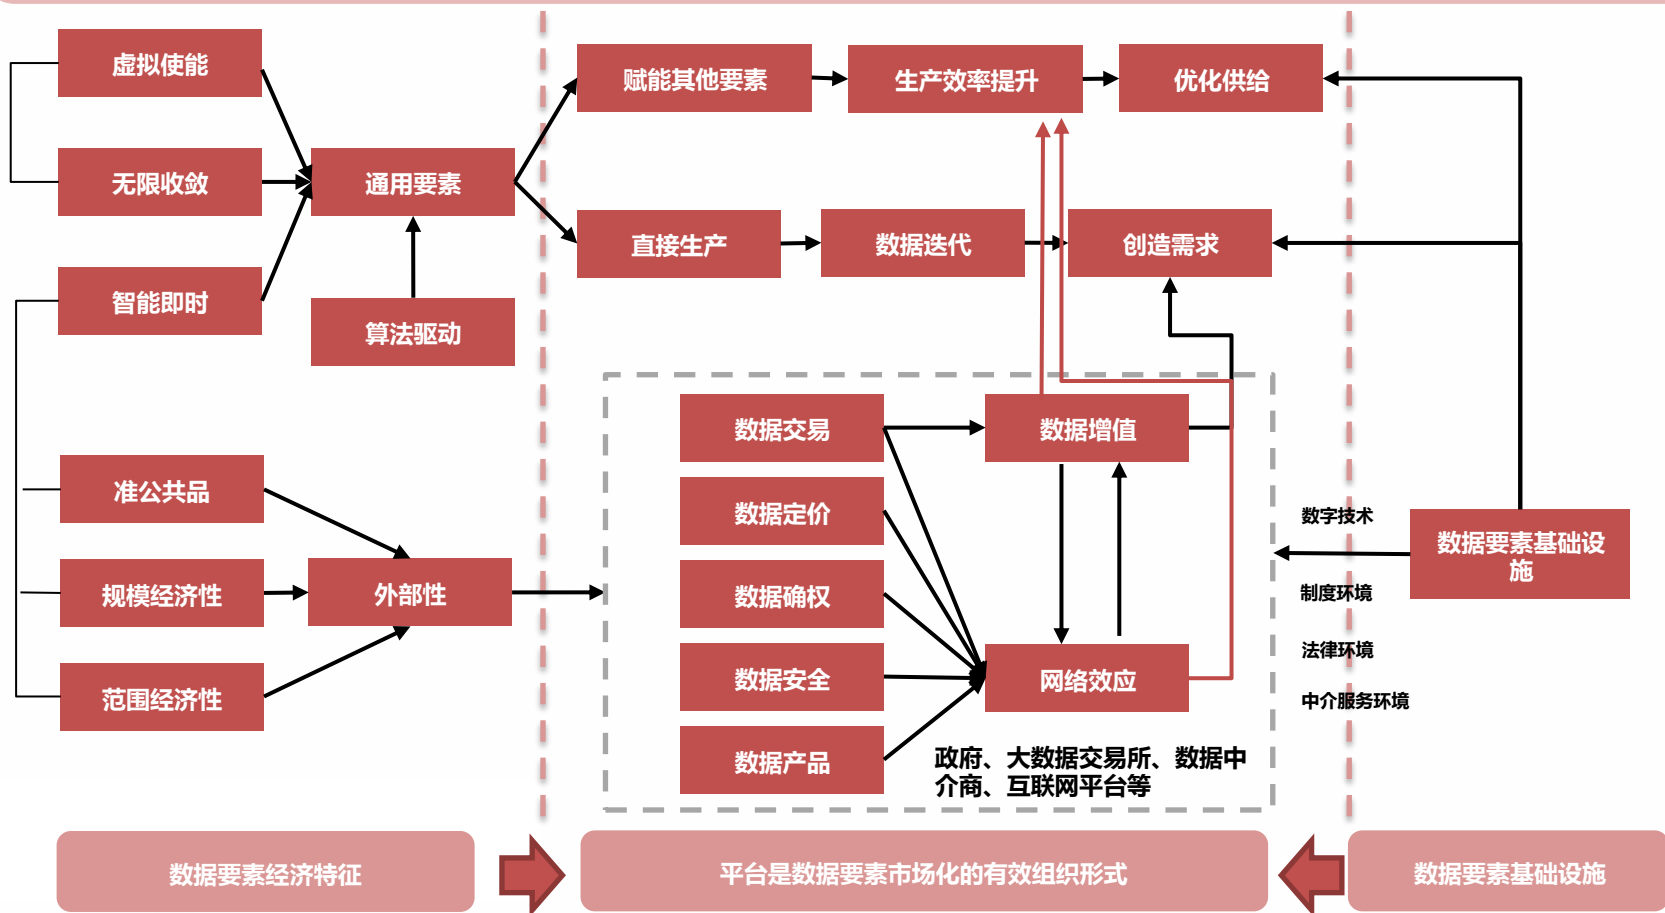 虚拟使能
无限收敛
智能即时
通用要素
算法驱动
准公共品
规模经济性
范围经济性
外部性
赋能其他要素
生产效率提升
优化供给
直接生产
数据迭代
创造需求
数据交易
数据定价
数据确权
数据安全
数据产品
数据增值
网络效应
政府、大数据交易所、数据中
介商、互联网平台等
数字技术
制度环境
法律环境
中介服务环境
数据要素基础设
施
数据要素经济特征
平台是数据要素市场化的有效组织形式
数据要素基础设施